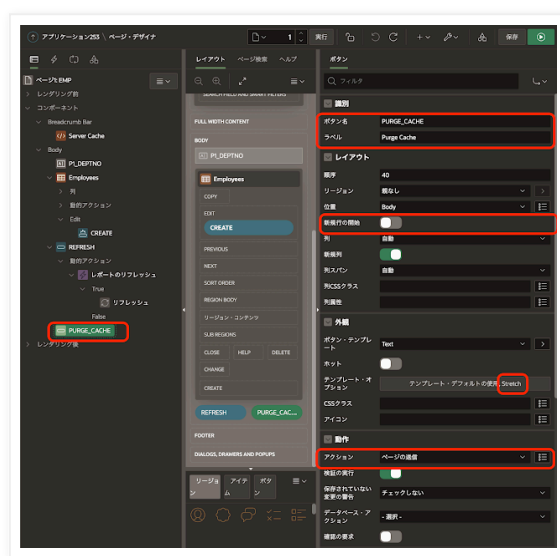 アプリケーション253 \ ページ・デザイナ
1
実行
保存
ページ1: EMP
レンダリング前
コンポーネント
Breadcrumb Bar
Server Cache
Body
P1_DEPTNO
Employees
列
動的アクション
Edit
CREATE
REFRESH
動的アクション
レポートのリフレッシュ
True
リフレッシュ
False
PURGE_CACHE
レンダリング後
レイアウト ページ検索 ヘルプ
SEARCH FIELD AND SMART FILTERS
FULL WIDTH CONTENT
BODY
P1_DEPTNO
Employees
COPY
EDIT
CREATE
PREVIOUS
NEXT
SORT ORDER
REGION BODY
リージョン・コンテンツ
SUB REGIONS
CLOSE HELP DELETE
CHANGE
CREATE
REFRESH PURGE_CAC...
FOOTER
DIALOGS, DRAWERS AND POPUPS
リージョン アイテム ボタン
ボタン
フィルタ
識別
ボタン名 PURGE_CACHE
ラベル Purge Cache
レイアウト
順序 40
リージョン 親なし
位置 Body
新規行の開始
列 自動
新規列
列スパン 自動
列CSSクラス
列属性
外観
ボタン・テンプレート Text
ホット
テンプレート・オプション テンプレート・デフォルトの使用, Stretch
CSSクラス
アイコン
動作
アクション ページの送信
検証の実行
保存されていない変更の警告 チェックしない
データベース・アクション - 選択 -
確認の要求